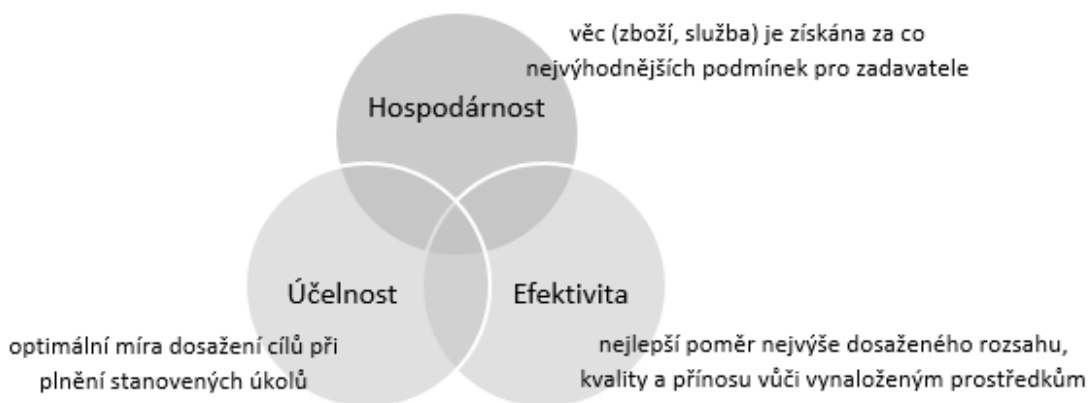 věc (zboží, služba) je získána za co
nejvýhodnějších podmínek pro zadavatele
Hospodárnost
Účelnost
Efektivita
optimální míra dosažení cílů při
plnění stanovených úkolů
nejlepší poměr nejvýše dosaženého rozsahu,
kvality a přínosu vůči vynaloženým prostředkům